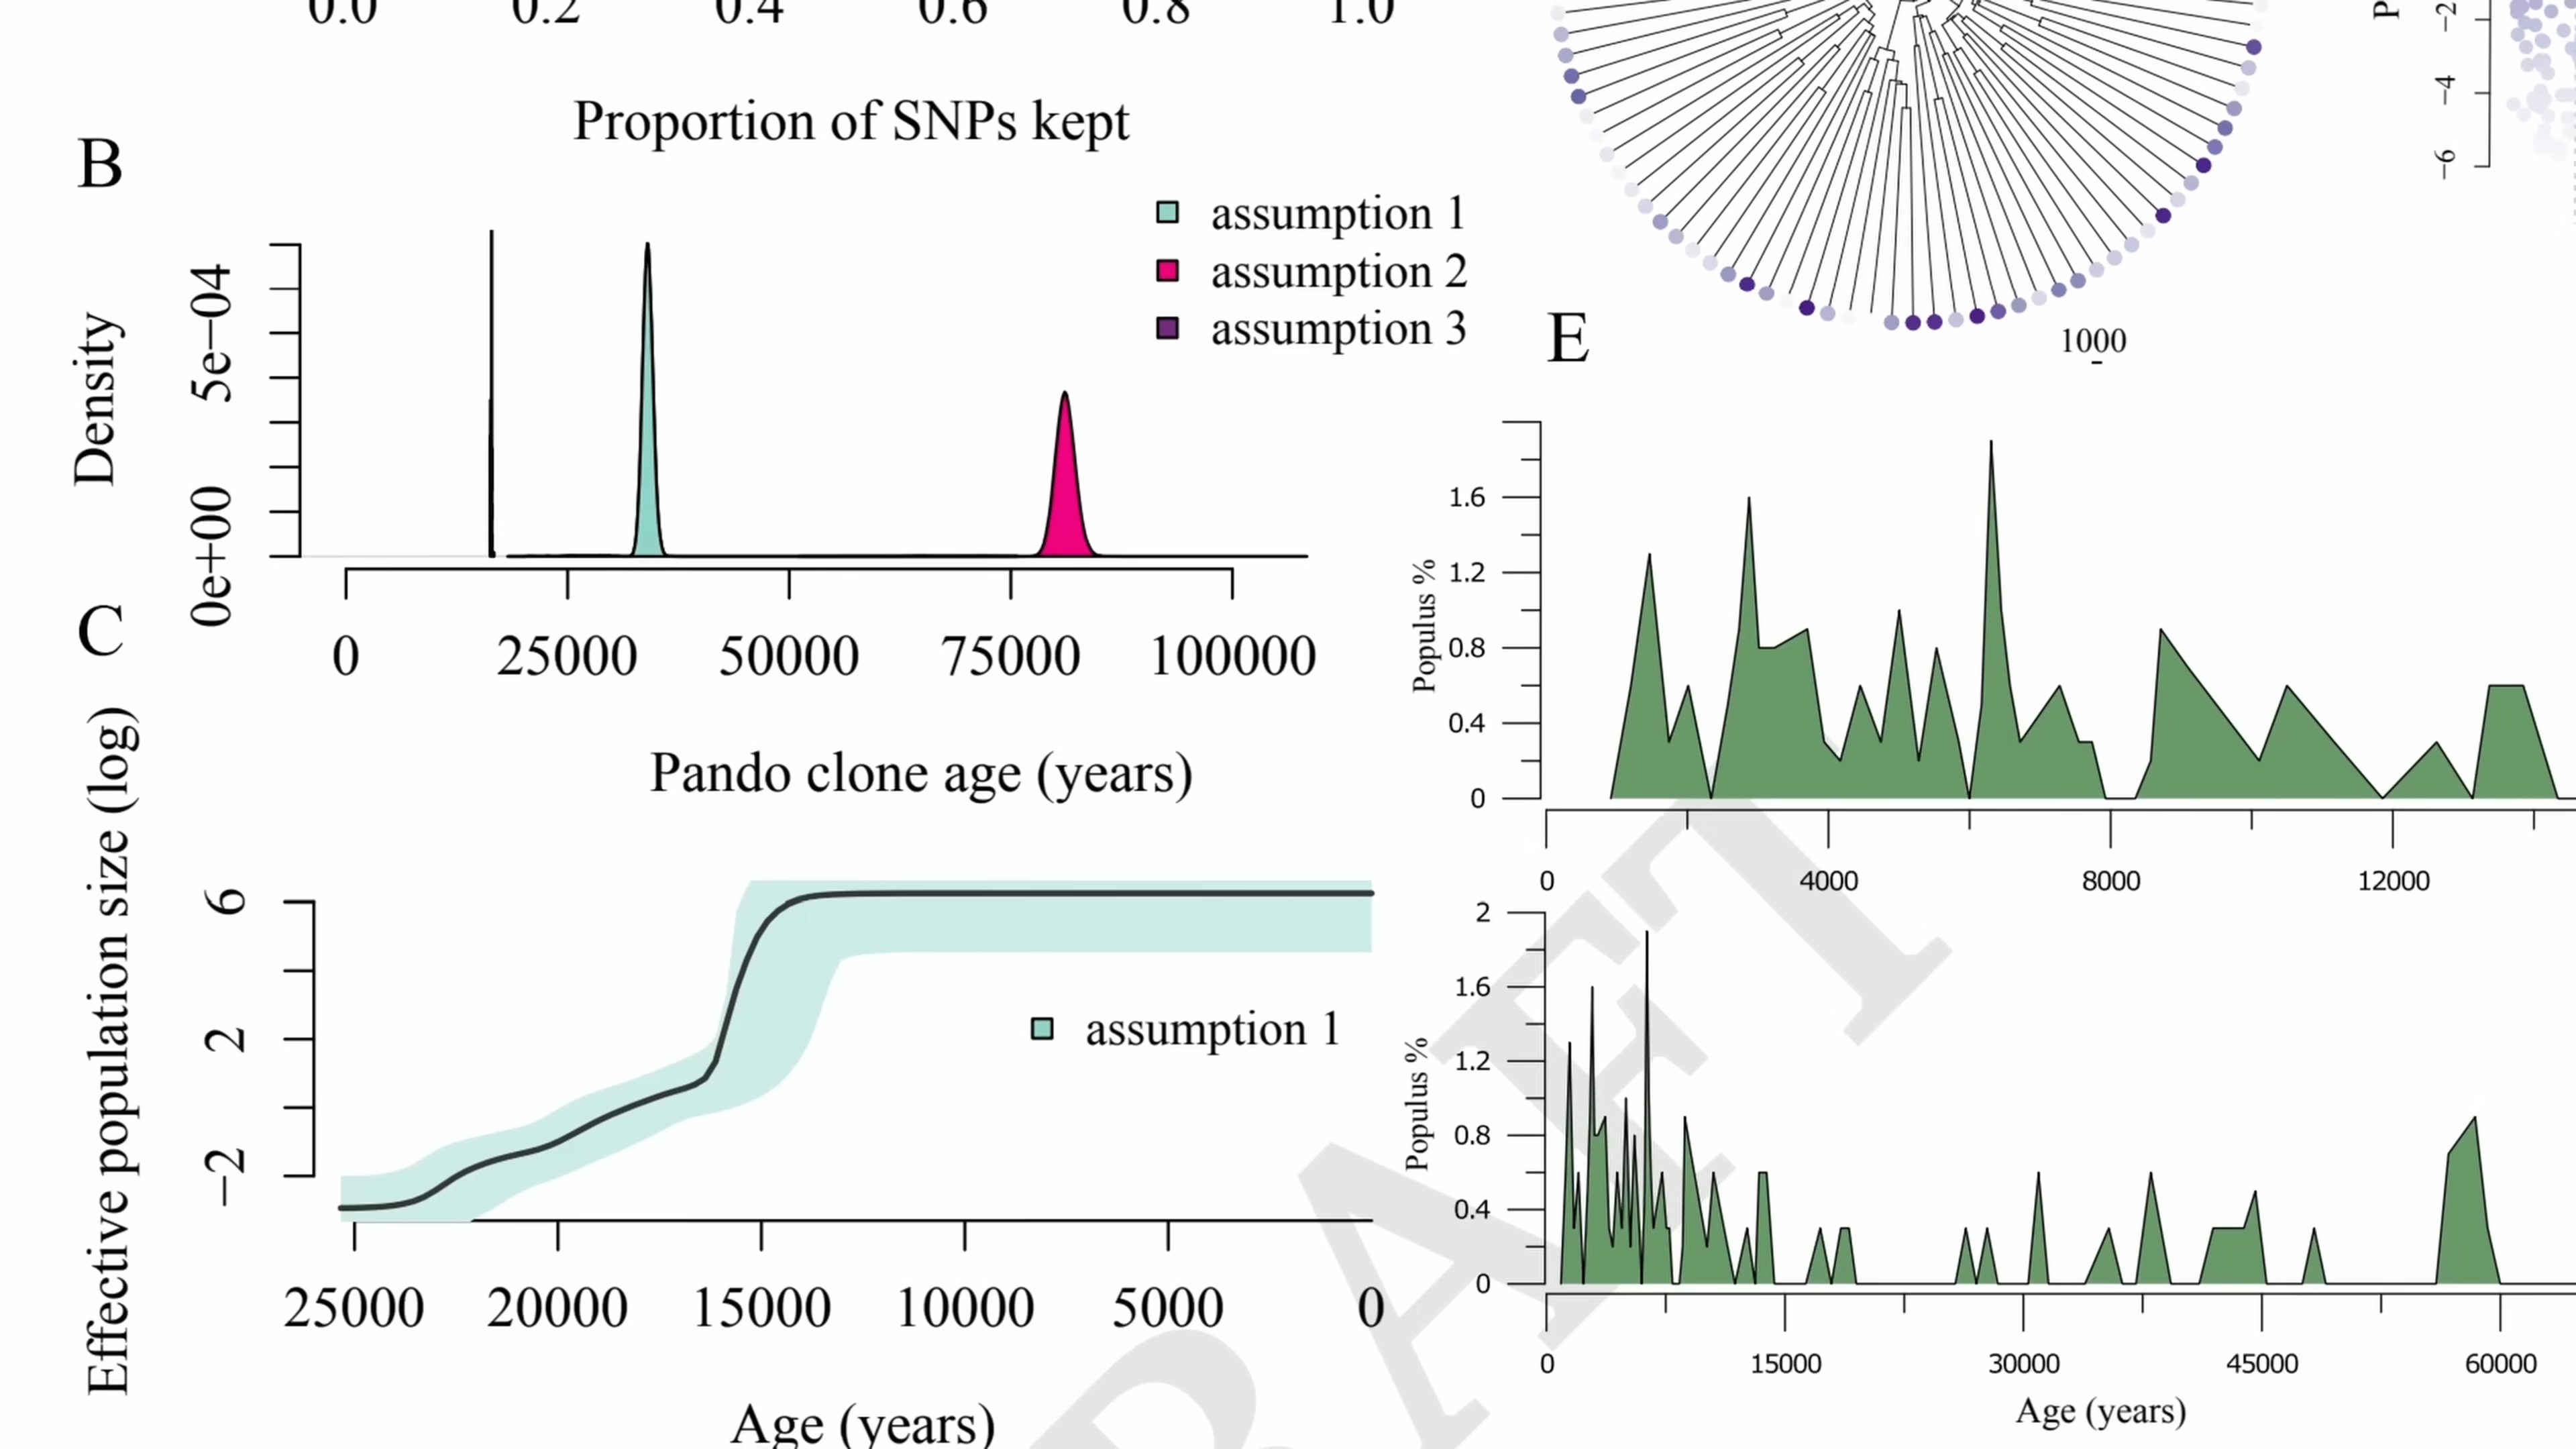 0.0 0.2 0.4 0.6 0.8 1.0
Proportion of SNPs kept
B
assumption 1
assumption 2
assumption 3
Density
0e+00 5e−04
0 25000 50000 75000 100000
Pando clone age (years)
C
Effective population size (log)
6
2
−2
assumption 1
25000 20000 15000 10000 5000 0
Age (years)
1000
P
−2
−4
−6
E
Populus %
1.6
1.2
0.8
0.4
0
0 4000 8000 12000
Populus %
2
1.6
1.2
0.8
0.4
0
0 15000 30000 45000 60000
Age (years)
RAFT